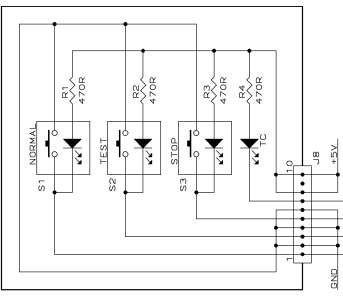 R1
470R
R2
470R
R3
470R
R4
470R
NORMAL
TEST
STOP
TC
S1
S2
S3
10
J8
+5V
1
GND